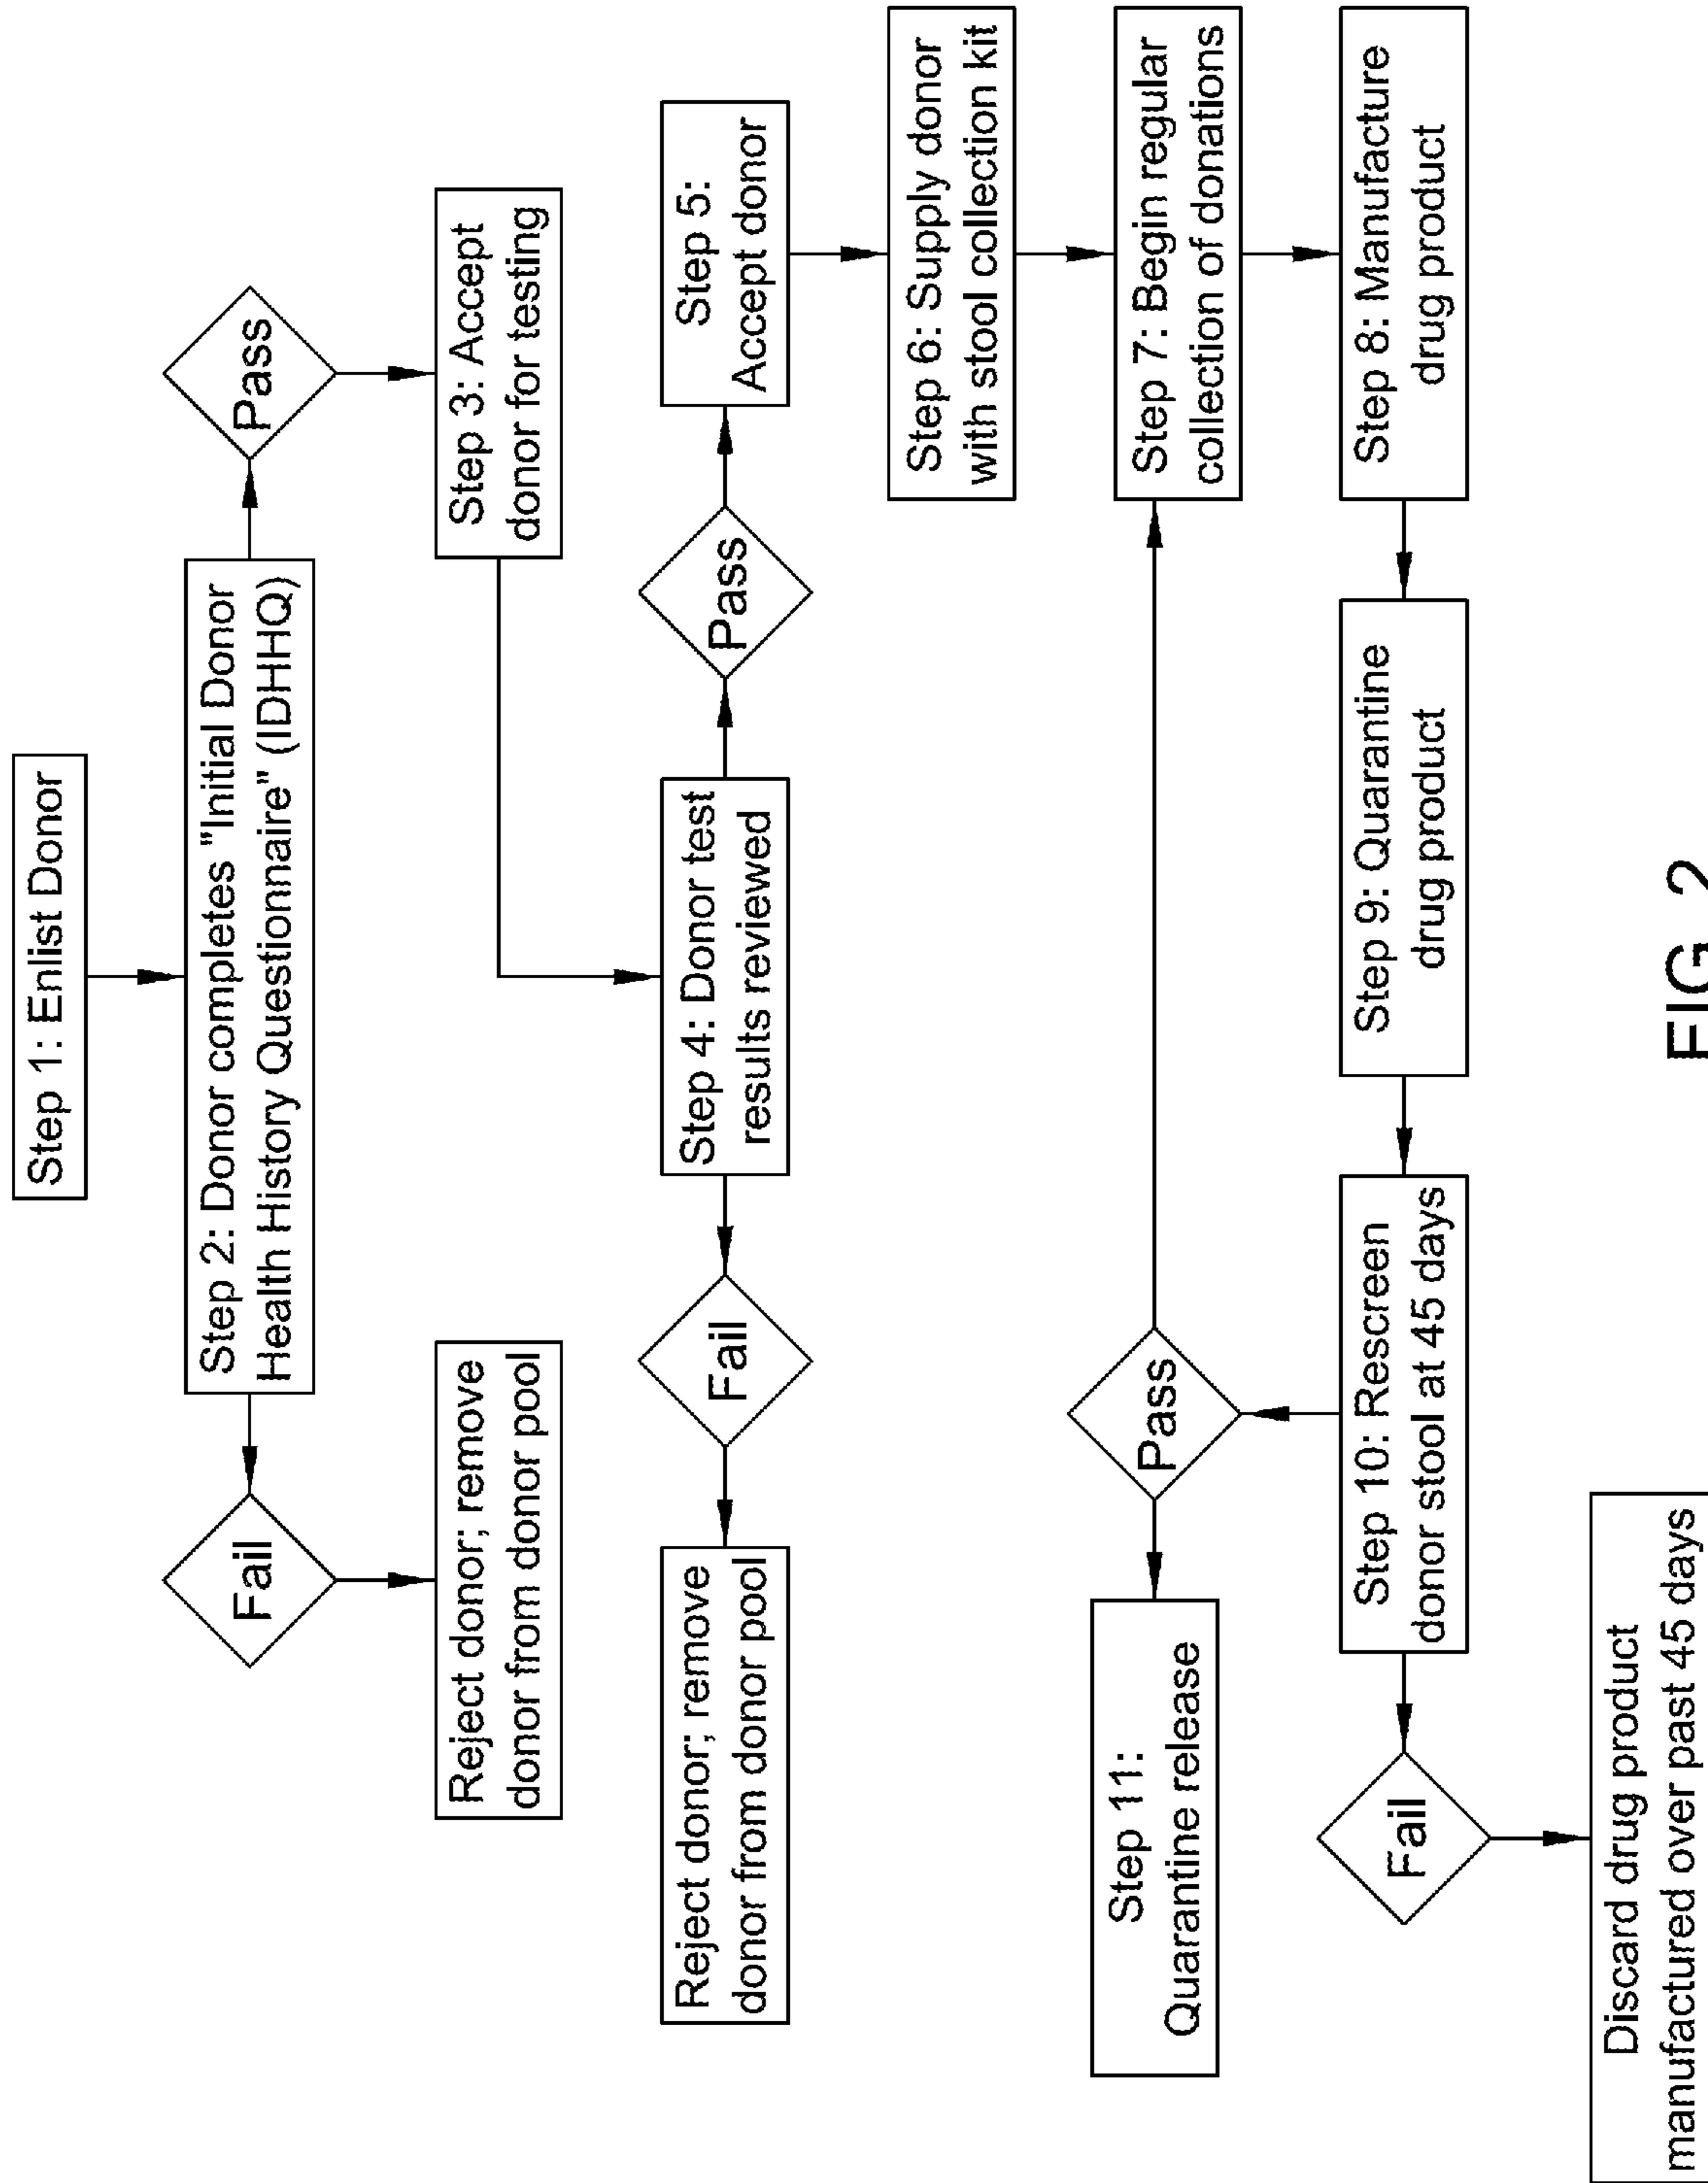 Step 1: Enlist Donor
Step 2: Donor completes "Initial Donor
Health History Questionnaire" (IDHHQ)
Fail
Pass
Reject donor; remove
donor from donor pool
Step 3: Accept
donor for testing
Step 4: Donor test
results reviewed
Fail
Pass
Reject donor; remove
donor from donor pool
Step 5:
Accept donor
Step 6: Supply donor
with stool collection kit
Step 7: Begin regular
collection of donations
Step 8: Manufacture
drug product
Step 9: Quarantine
drug product
Step 10: Rescreen
donor stool at 45 days
Pass
Step 11:
Quarantine release
Fail
Discard drug product
manufactured over past 45 days
FIG 2